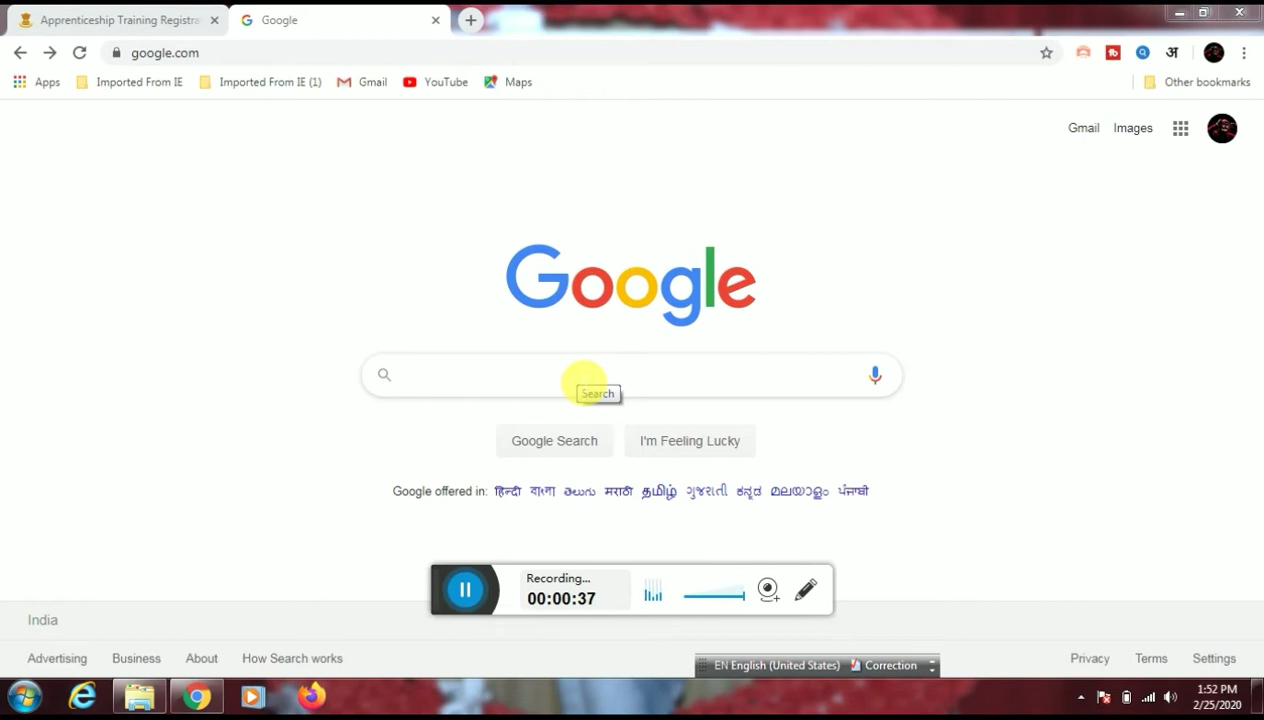 Apprenticeship Training Registra
Google
google.com
अ
Apps
Imported From IE
Imported From IE (1)
Gmail
YouTube
Maps
Other bookmarks
Gmail
Images
Google
Search
Google Search
I'm Feeling Lucky
Google offered in: हिन्दी বাংলা తెలుగు मराठी தமிழ் ગુજરાતી ಕನ್ನಡ മലയാളം ਪੰਜਾਬੀ
Recording...
00:00:37
India
Advertising
Business
About
How Search works
EN English (United States)
Correction
Privacy
Terms
Settings
1:52 PM
2/25/2020